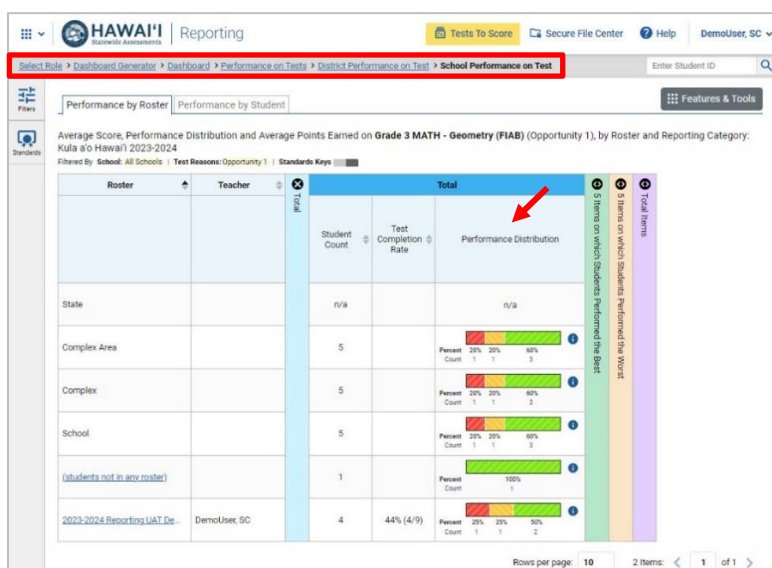 HAWAIʻI
Statewide Assessments
Reporting
Tests To Score
Secure File Center
Help
DemoUser, SC
Select Role > Dashboard Generator > Dashboard > Performance on Tests > District Performance on Test > School Performance on Test
Enter Student ID
Filters
Standards
Performance by Roster
Performance by Student
Features & Tools
Average Score, Performance Distribution and Average Points Earned on Grade 3 MATH - Geometry (FIAB) (Opportunity 1), by Roster and Reporting Category:
Kula a'o Hawai'i 2023-2024
Filtered By School: All Schools | Test Reasons: Opportunity 1 | Standards Keys
Roster
Teacher
Total
Total
Student
Count
Test
Completion
Rate
Performance Distribution
5 Items on which Students Performed the Best
5 Items on which Students Performed the Worst
Total Items
State
n/a
n/a
Complex Area
5
Percent 20% 20% 60%
Count 1 1 3
Complex
5
Percent 20% 20% 60%
Count 1 1 3
School
5
Percent 20% 20% 60%
Count 1 1 3
(students not in any roster)
1
Percent 100%
Count 1
2023-2024 Reporting UAT De...
DemoUser, SC
4
44% (4/9)
Percent 25% 25% 50%
Count 1 1 2
Rows per page: 10
2 Items: < 1 of 1 >